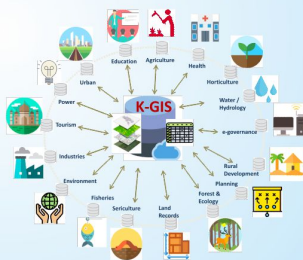 Education
Agriculture
Health
Urban
Horticulture
Power
K-GIS
Water /
Hydrology
Tourism
e-governance
Industries
Rural
Development
Environment
Planning
Fisheries
Forest &
Ecology
Sericulture
Land
Records